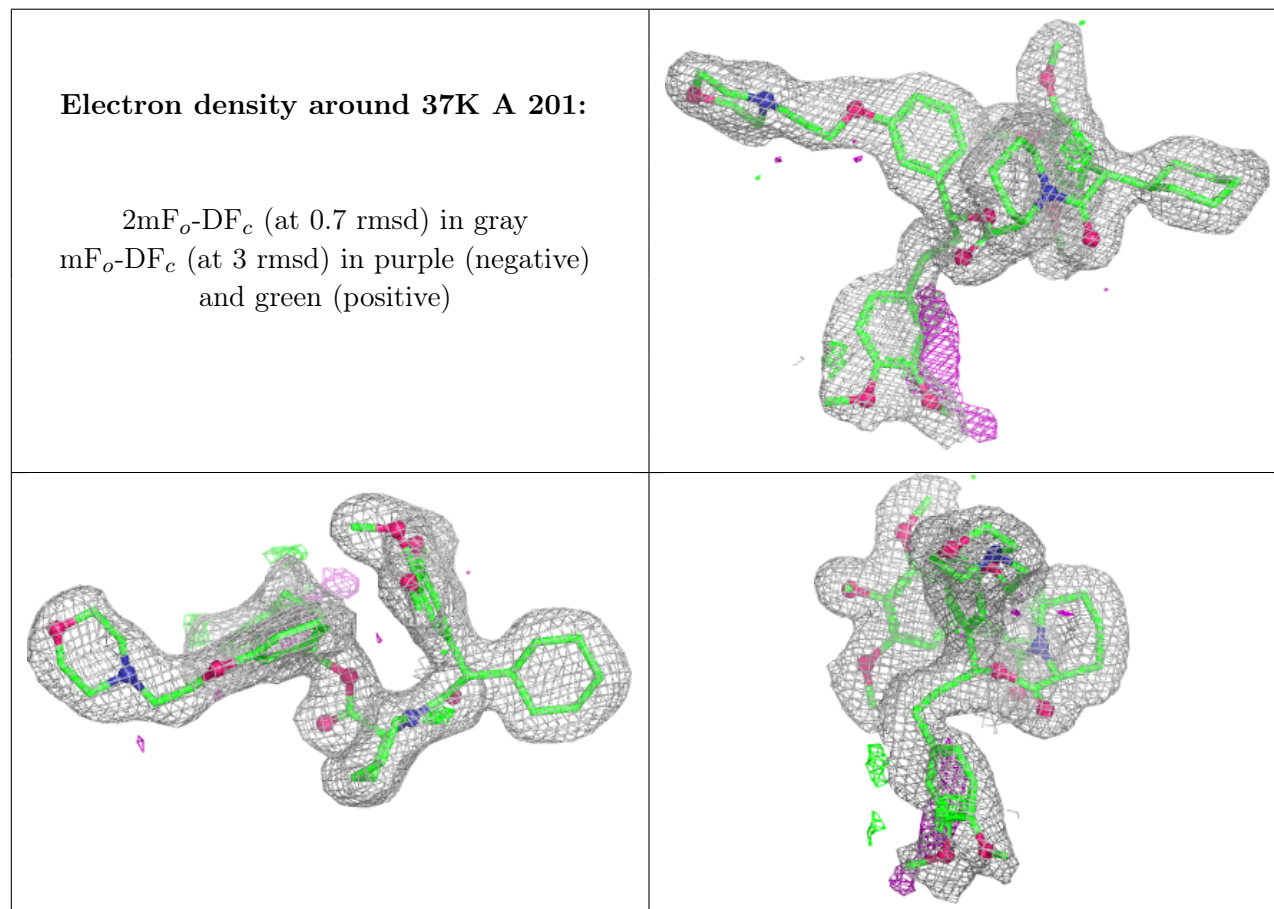 Electron density around 37K A 201:
2mFo-DFc (at 0.7 rmsd) in gray
mFo-DFc (at 3 rmsd) in purple (negative)
and green (positive)